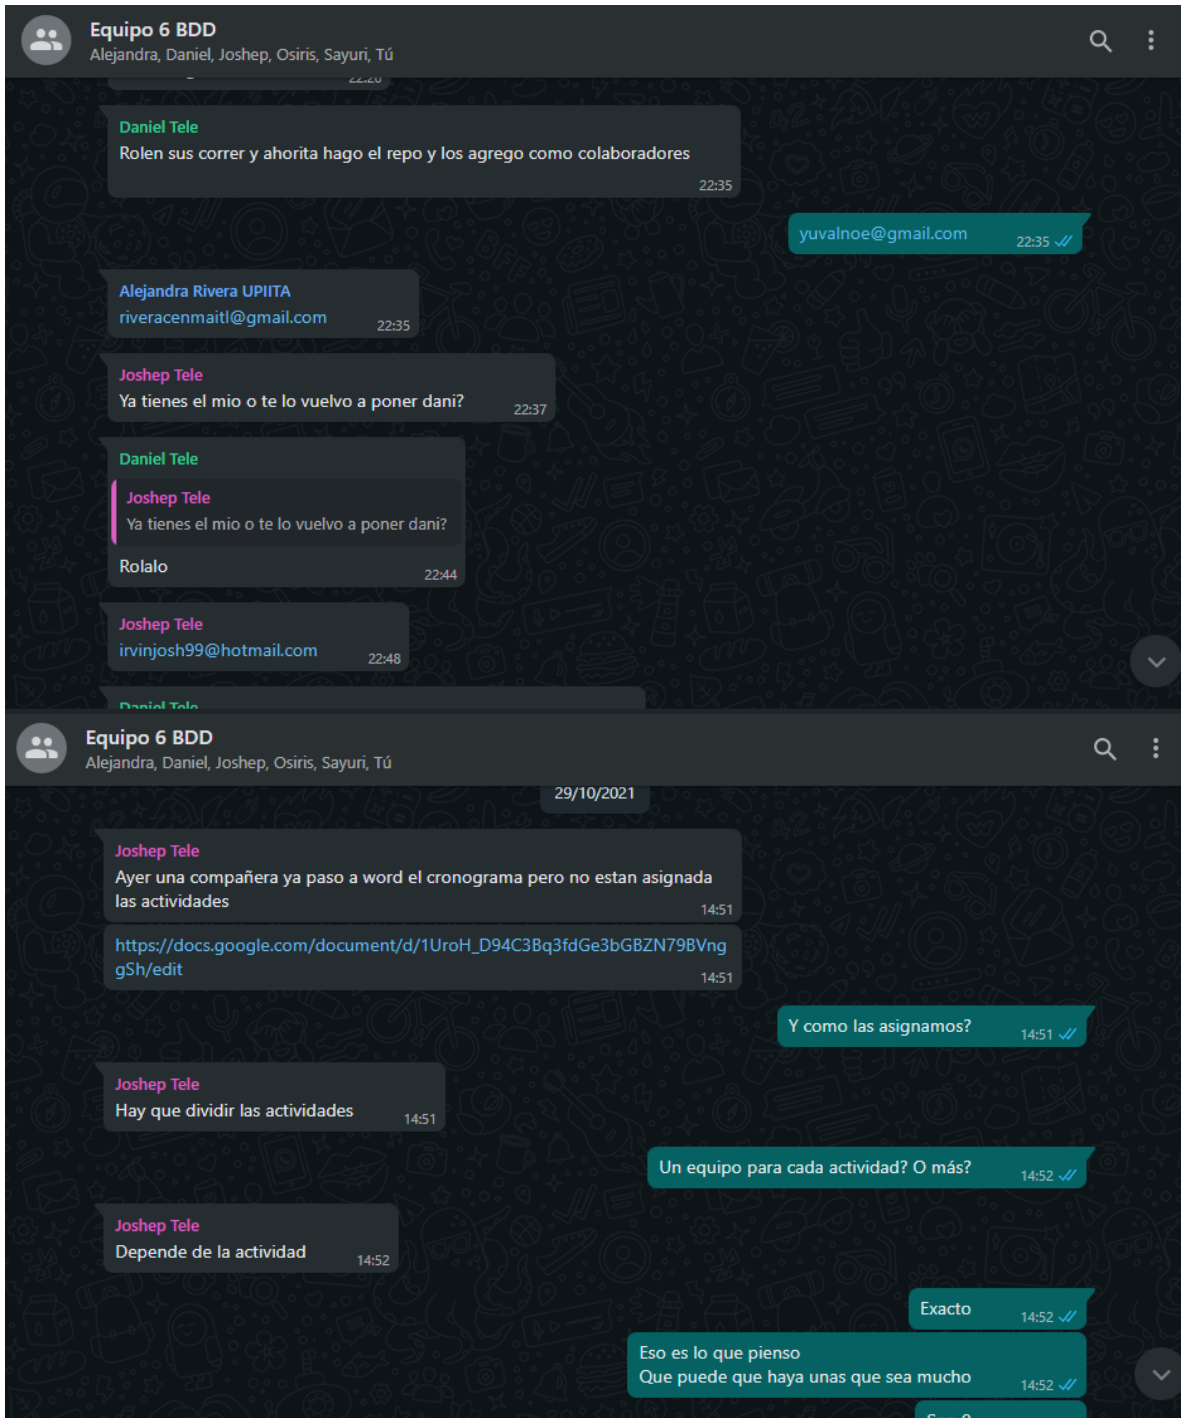 Equipo 6 BDD
Alejandra, Daniel, Joshep, Osiris, Sayuri, Tú
Daniel Tele
Rolen sus correr y ahorita hago el repo y los agrego como colaboradores
22:35
yuvalnoe@gmail.com
22:35
Alejandra Rivera UPIITA
riveracenmaitl@gmail.com
22:35
Joshep Tele
Ya tienes el mio o te lo vuelvo a poner dani?
22:37
Daniel Tele
Joshep Tele
Ya tienes el mio o te lo vuelvo a poner dani?
Rolalo
22:44
Joshep Tele
irvinjosh99@hotmail.com
22:48
Daniel Tele
Equipo 6 BDD
Alejandra, Daniel, Joshep, Osiris, Sayuri, Tú
29/10/2021
Joshep Tele
Ayer una compañera ya paso a word el cronograma pero no estan asignada
las actividades
14:51
https://docs.google.com/document/d/1UroH_D94C3Bq3fdGe3bGBZN79BVng
gSh/edit
14:51
Y como las asignamos?
14:51
Joshep Tele
Hay que dividir las actividades
14:51
Un equipo para cada actividad? O más?
14:52
Joshep Tele
Depende de la actividad
14:52
Exacto
14:52
Eso es lo que pienso
Que puede que haya unas que sea mucho
14:52